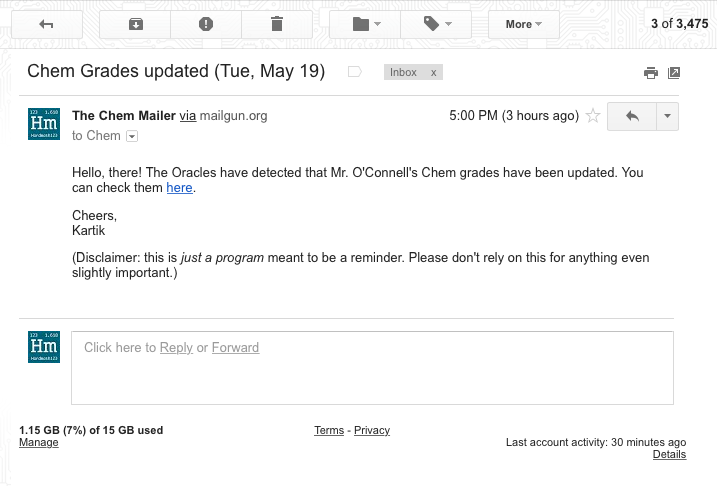 More
3 of 3,475
Chem Grades updated (Tue, May 19)
Inbox x
123 1.618
Hm
Hardmath123
The Chem Mailer via mailgun.org
5:00 PM (3 hours ago)
to Chem
Hello, there! The Oracles have detected that Mr. O'Connell's Chem grades have been updated. You
can check them here.
Cheers,
Kartik
(Disclaimer: this is just a program meant to be a reminder. Please don't rely on this for anything even
slightly important.)
123 1.618
Hm
Hardmath123
Click here to Reply or Forward
1.15 GB (7%) of 15 GB used
Manage
Terms - Privacy
Last account activity: 30 minutes ago
Details